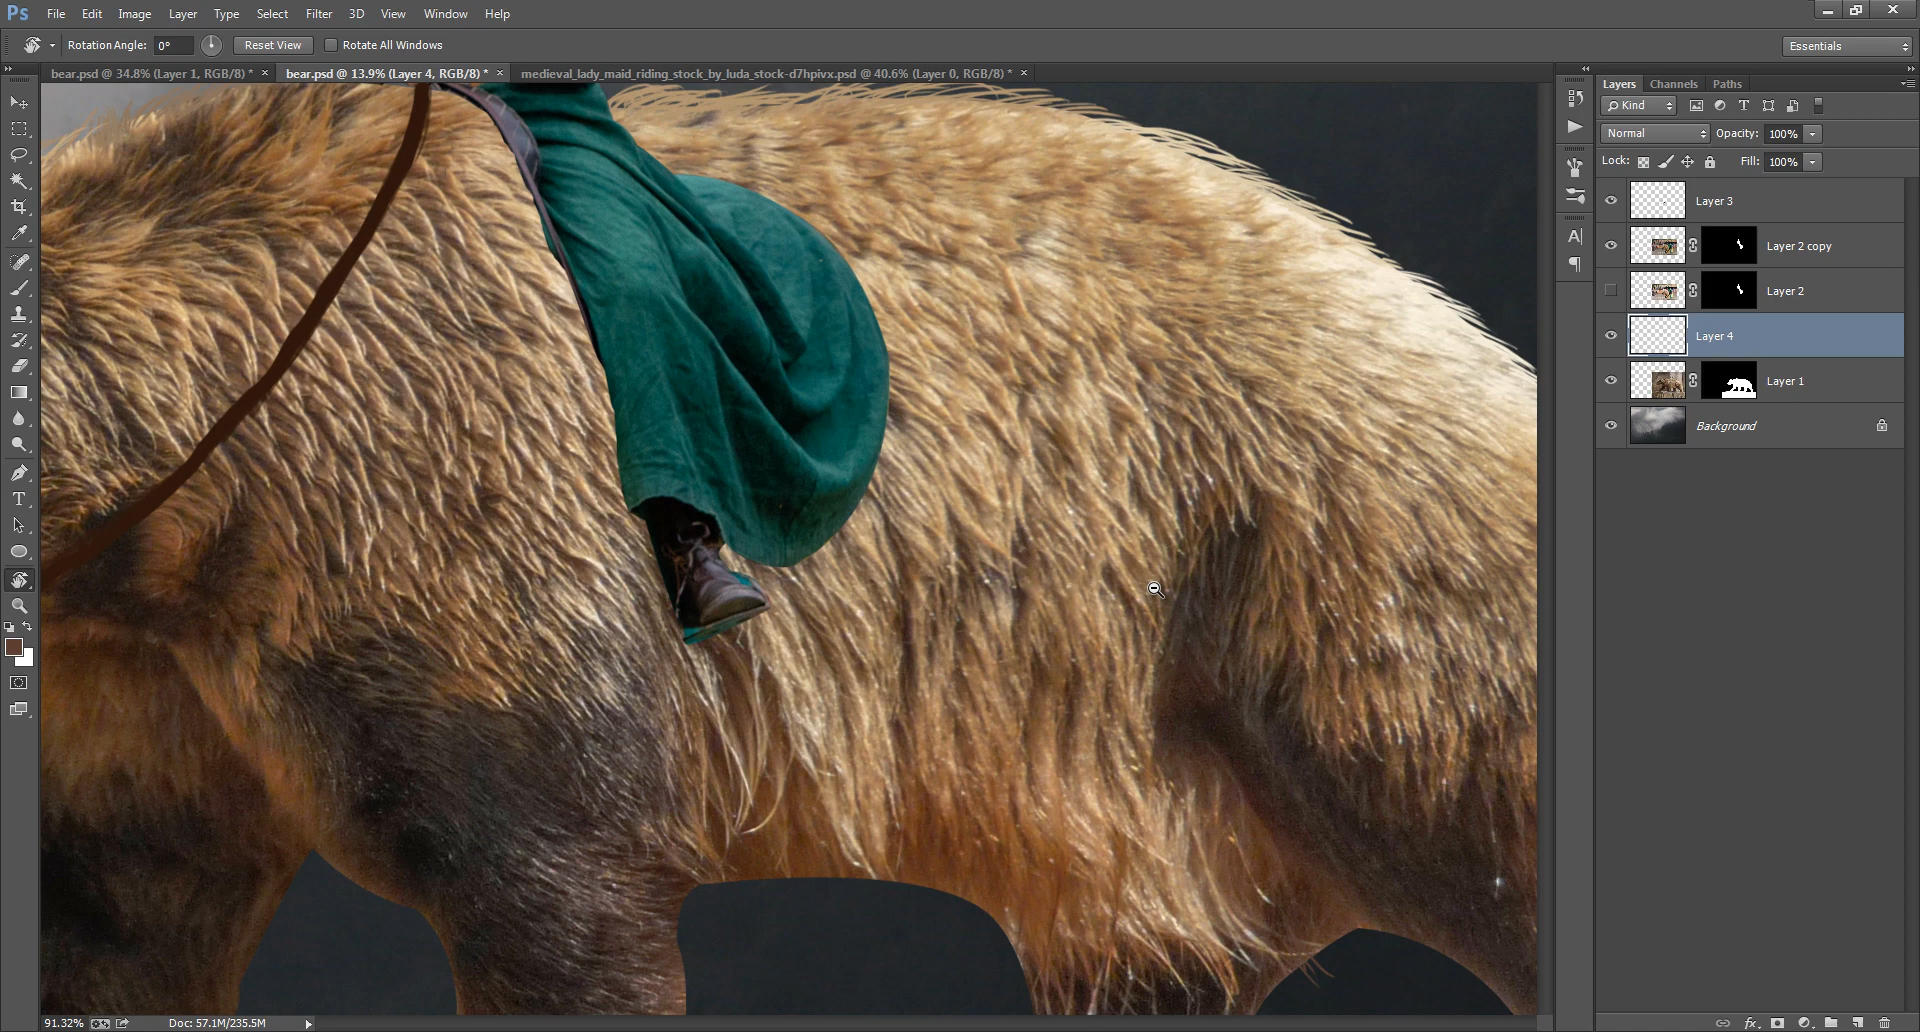 Ps File Edit Image Layer Type Select Filter 3D View Window Help
Rotation Angle: 0° Reset View Rotate All Windows Essentials
bear.psd @ 34.8% (Layer 1, RGB/8) * × bear.psd @ 13.9% (Layer 4, RGB/8) * × medieval_lady_maid_riding_stock_by_luda_stock-d7hpivx.psd @ 40.6% (Layer 0, RGB/8) * ×
Layers Channels Paths
Kind
Normal Opacity: 100%
Lock: Fill: 100%
Layer 3
Layer 2 copy
Layer 2
Layer 4
Layer 1
Background
91.32% Doc: 57.1M/235.5M